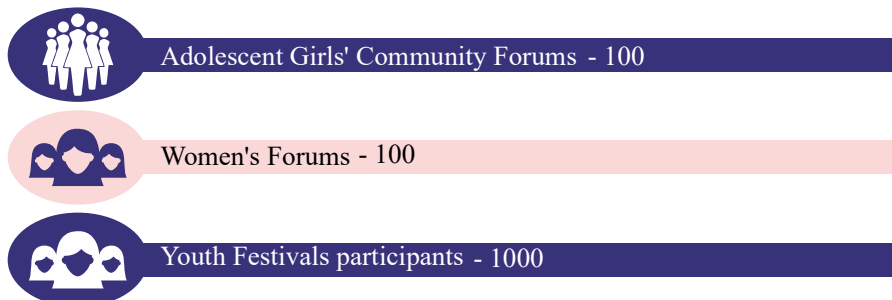 Adolescent Girls' Community Forums - 100
Women's Forums - 100
Youth Festivals participants - 1000